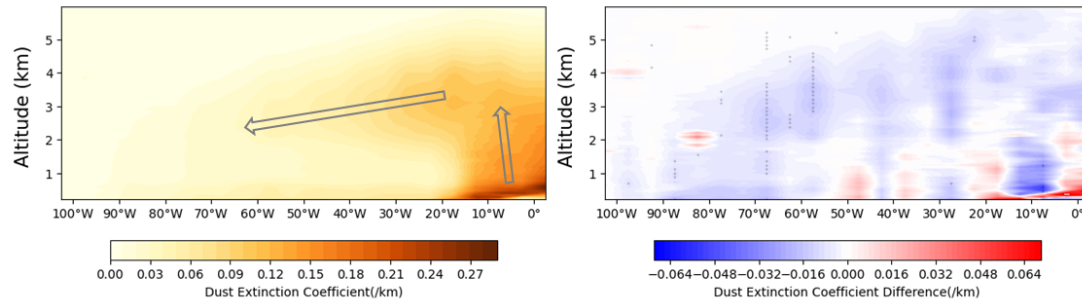 Altitude (km)
5
4
3
2
1
100°W 90°W 80°W 70°W 60°W 50°W 40°W 30°W 20°W 10°W 0°
0.00 0.03 0.06 0.09 0.12 0.15 0.18 0.21 0.24 0.27
Dust Extinction Coefficient(/km)
Altitude (km)
5
4
3
2
1
100°W 90°W 80°W 70°W 60°W 50°W 40°W 30°W 20°W 10°W 0°
−0.064 −0.048 −0.032 −0.016 0.000 0.016 0.032 0.048 0.064
Dust Extinction Coefficient Difference(/km)